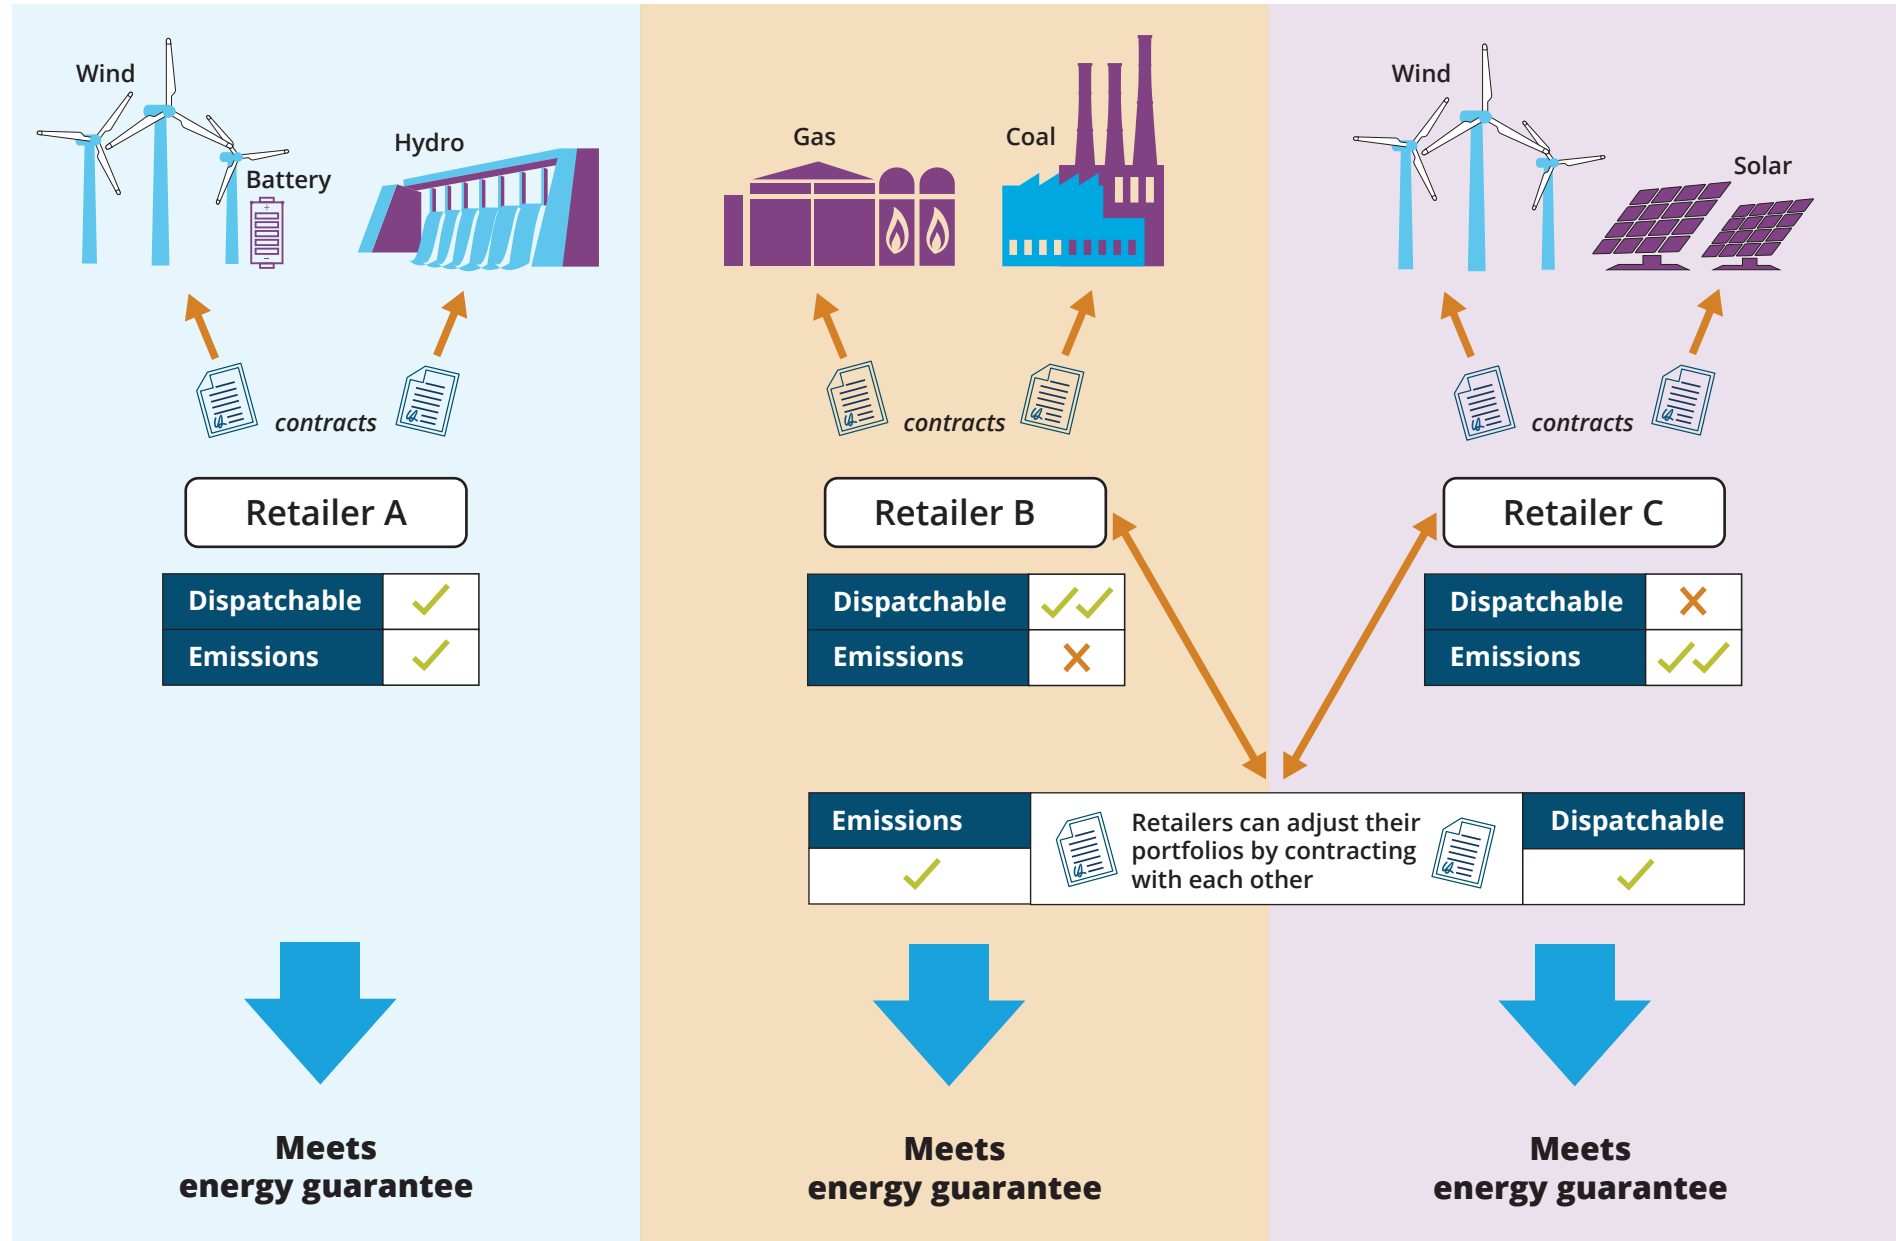 Wind
Battery
Hydro
contracts
Retailer A
Dispatchable
Emissions
Meets
energy guarantee
Gas
Coal
contracts
Retailer B
Dispatchable
Emissions
Wind
Solar
contracts
Retailer C
Dispatchable
Emissions
Emissions
Retailers can adjust their
portfolios by contracting
with each other
Dispatchable
Meets
energy guarantee
Meets
energy guarantee